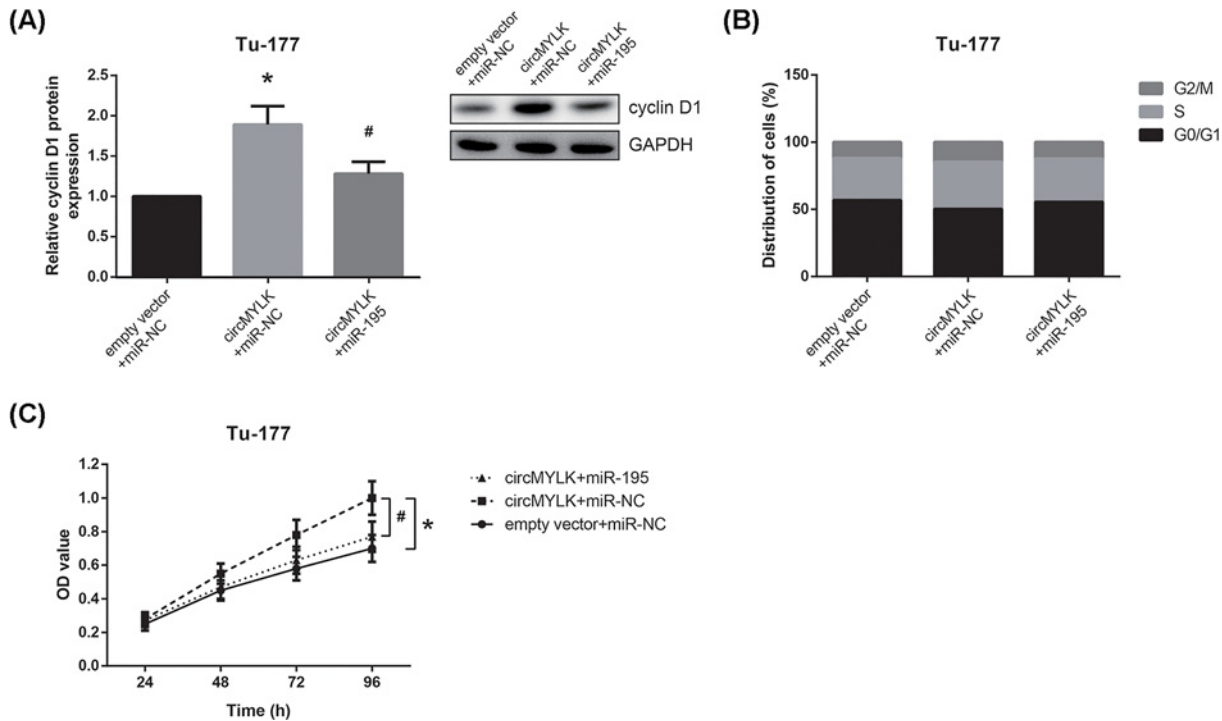 (A)
Tu-177
Relative cyclin D1 protein
expression
2.5
2.0
1.5
1.0
0.5
0.0
*
#
empty vector
+miR-NC
circMYLK
+miR-NC
circMYLK
+miR-195
empty vector
+miR-NC
circMYLK
+miR-NC
circMYLK
+miR-195
cyclin D1
GAPDH
(B)
Tu-177
Distribution of cells (%)
150
100
50
0
G2/M
S
G0/G1
empty vector
+miR-NC
circMYLK
+miR-NC
circMYLK
+miR-195
(C)
Tu-177
OD value
1.2
1.0
0.8
0.6
0.4
0.2
0.0
24
48
72
96
Time (h)
#
*
circMYLK+miR-195
circMYLK+miR-NC
empty vector+miR-NC